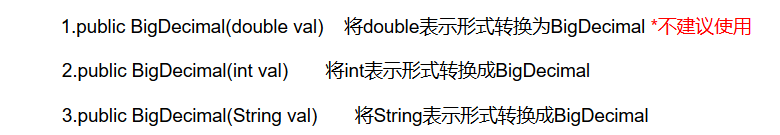 1.public BigDecimal(double val) 将double表示形式转换为BigDecimal *不建议使用
2.public BigDecimal(int val) 将int表示形式转换成BigDecimal
3.public BigDecimal(String val) 将String表示形式转换成BigDecimal